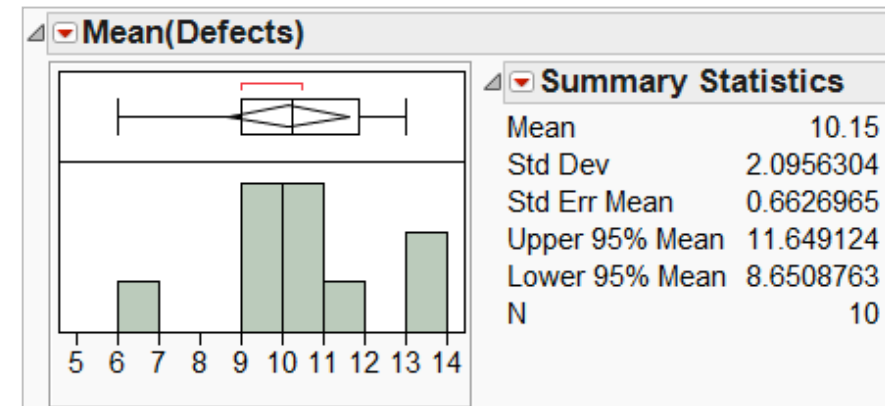 Mean(Defects)
Summary Statistics
Mean 10.15
Std Dev 2.0956304
Std Err Mean 0.6626965
Upper 95% Mean 11.649124
Lower 95% Mean 8.6508763
N 10
5 6 7 8 9 10 11 12 13 14